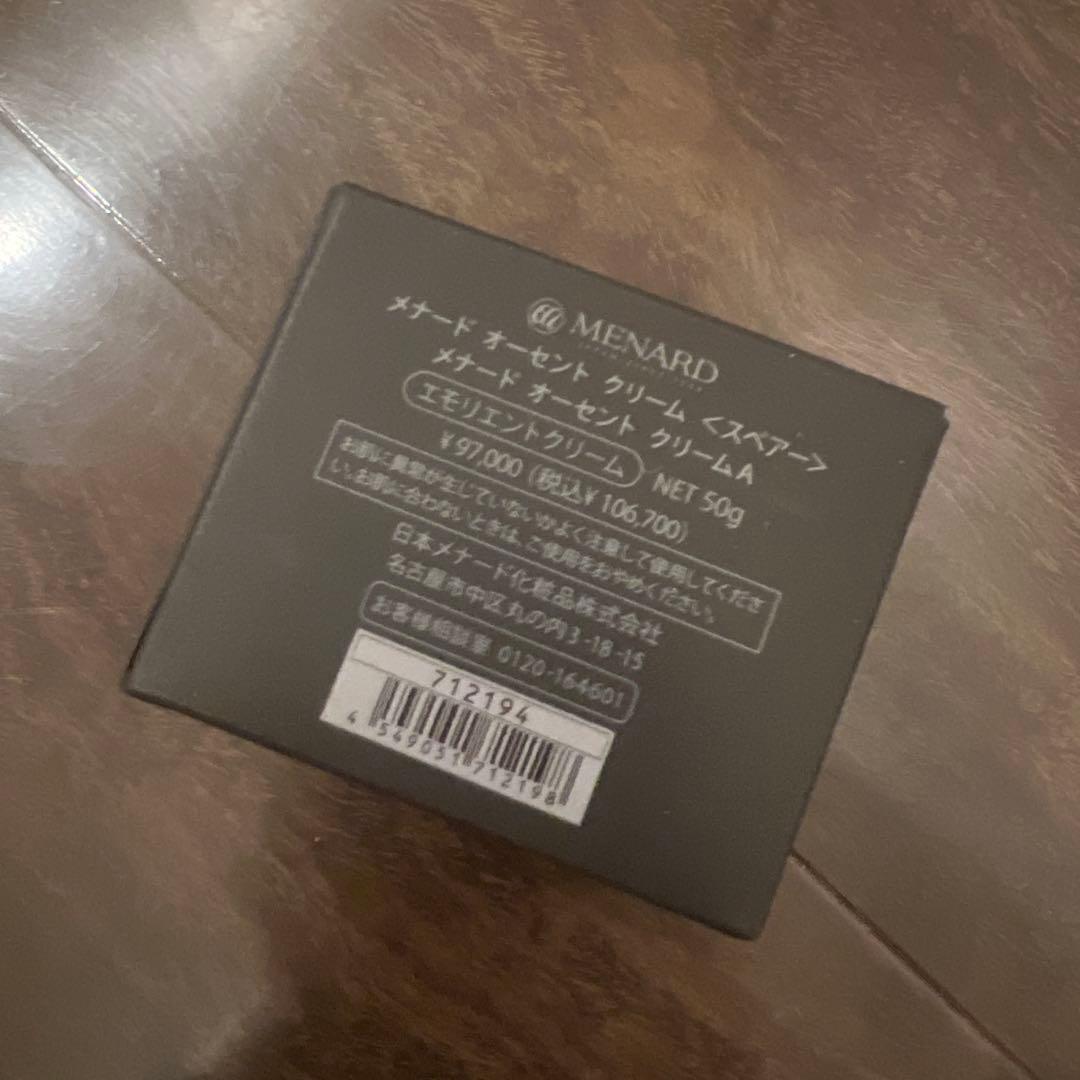 MENARD
メナード オーセント クリーム <スペアー>
メナード オーセント クリームA
エモリエントクリーム NET 50g
¥97,000 (税込¥106,700)
お肌に異常が生じていないかよく注意して使用してくださ
い。お肌に合わないときは、ご使用をおやめください。
日本メナード化粧品株式会社
名古屋市中区丸の内3-18-15
お客様相談室 0120-164601
712194
4 549031 712198